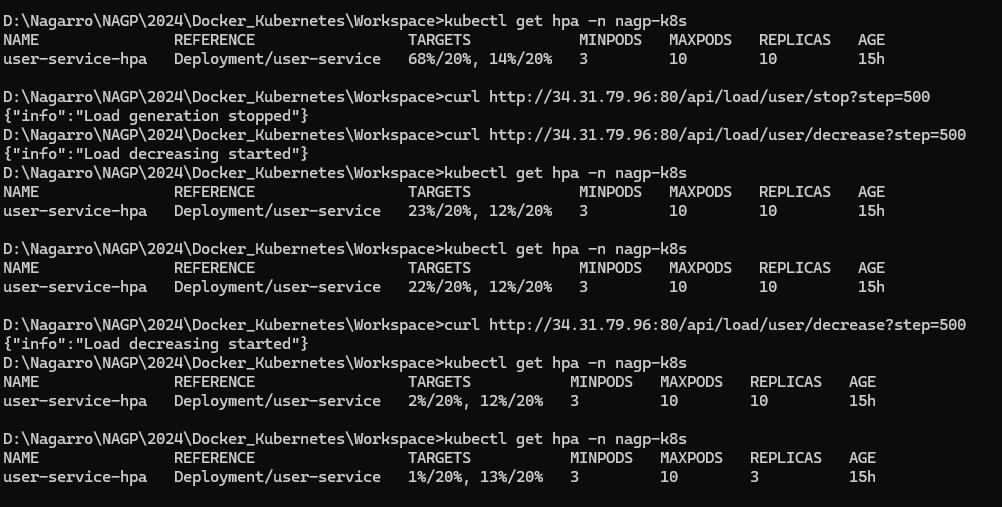 D:\Nagarro\NAGP\2024\Docker_Kubernetes\Workspace>kubectl get hpa -n nagp-k8s
NAME               REFERENCE                 TARGETS            MINPODS   MAXPODS   REPLICAS   AGE
user-service-hpa   Deployment/user-service   68%/20%, 14%/20%   3         10        10         15h
D:\Nagarro\NAGP\2024\Docker_Kubernetes\Workspace>curl http://34.31.79.96:80/api/load/user/stop?step=500
{"info":"Load generation stopped"}
D:\Nagarro\NAGP\2024\Docker_Kubernetes\Workspace>curl http://34.31.79.96:80/api/load/user/decrease?step=500
{"info":"Load decreasing started"}
D:\Nagarro\NAGP\2024\Docker_Kubernetes\Workspace>kubectl get hpa -n nagp-k8s
NAME               REFERENCE                 TARGETS            MINPODS   MAXPODS   REPLICAS   AGE
user-service-hpa   Deployment/user-service   23%/20%, 12%/20%   3         10        10         15h
D:\Nagarro\NAGP\2024\Docker_Kubernetes\Workspace>kubectl get hpa -n nagp-k8s
NAME               REFERENCE                 TARGETS            MINPODS   MAXPODS   REPLICAS   AGE
user-service-hpa   Deployment/user-service   22%/20%, 12%/20%   3         10        10         15h
D:\Nagarro\NAGP\2024\Docker_Kubernetes\Workspace>curl http://34.31.79.96:80/api/load/user/decrease?step=500
{"info":"Load decreasing started"}
D:\Nagarro\NAGP\2024\Docker_Kubernetes\Workspace>kubectl get hpa -n nagp-k8s
NAME               REFERENCE                 TARGETS           MINPODS   MAXPODS   REPLICAS   AGE
user-service-hpa   Deployment/user-service   2%/20%, 12%/20%   3         10        10         15h
D:\Nagarro\NAGP\2024\Docker_Kubernetes\Workspace>kubectl get hpa -n nagp-k8s
NAME               REFERENCE                 TARGETS           MINPODS   MAXPODS   REPLICAS   AGE
user-service-hpa   Deployment/user-service   1%/20%, 13%/20%   3         10        3          15h